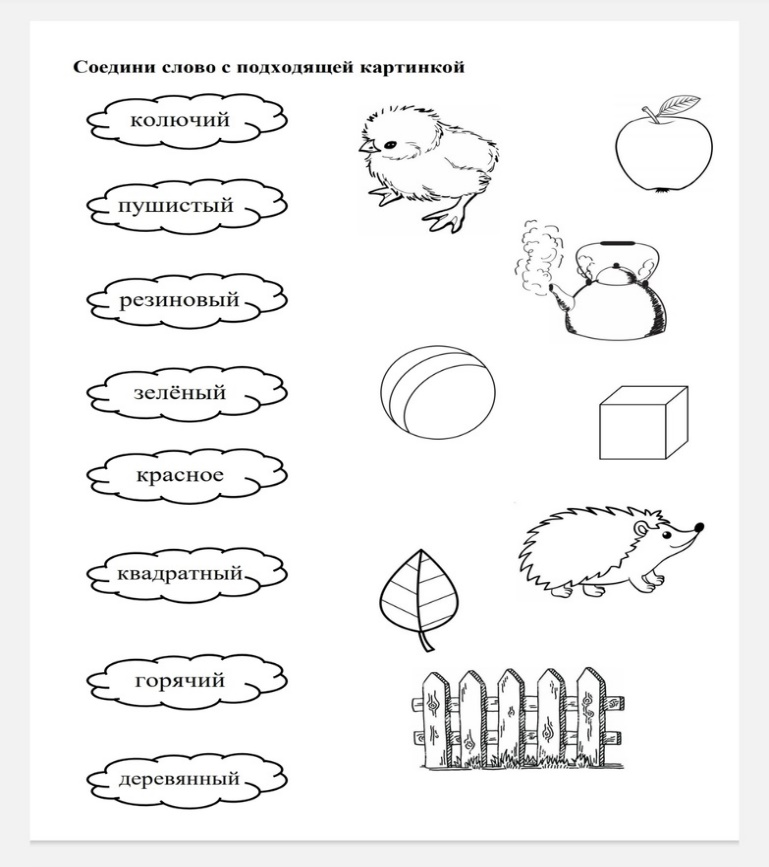 Соедини слово с подходящей картинкой
колючий
пушистый
резиновый
зелёный
красное
квадратный
горячий
деревянный